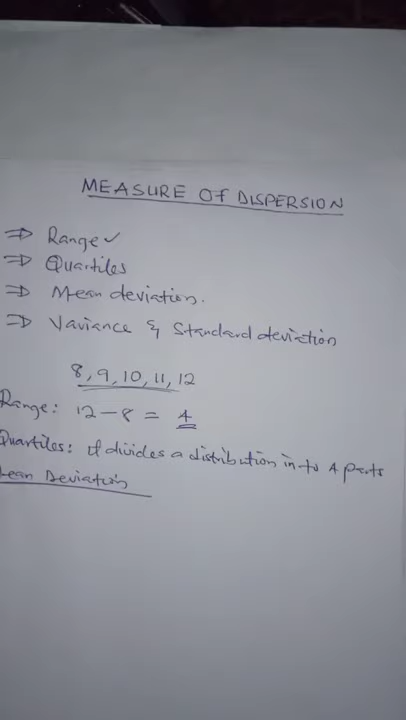 MEASURE OF DISPERSION
⇒ Range ✓
⇒ Quartiles
⇒ Mean deviation.
⇒ Variance & Standard deviation
8, 9, 10, 11, 12
Range: 12 - 8 = 4
Quartiles: it divides a distribution in to 4 parts
Mean Deviation